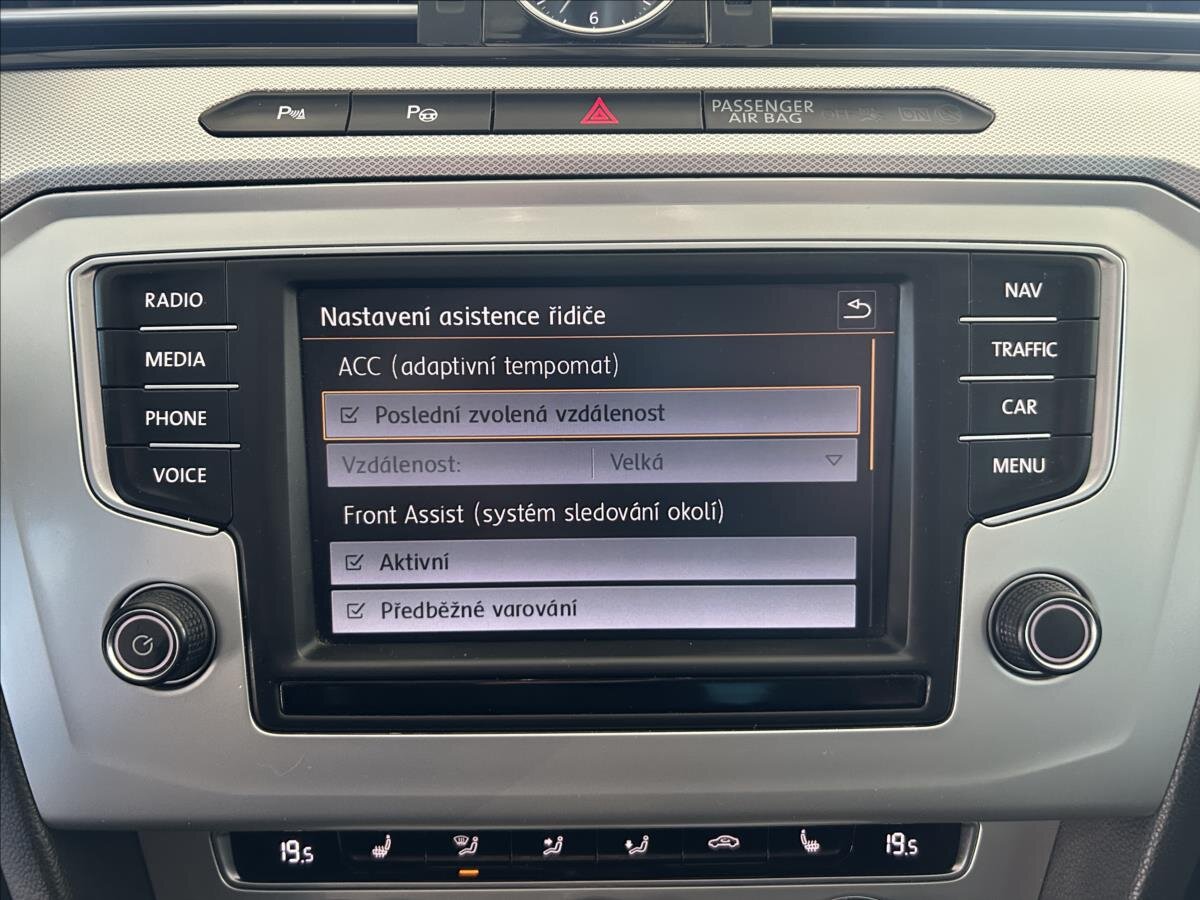 6
P
P
PASSENGER
AIR BAG
OFF
ON
RADIO
MEDIA
PHONE
VOICE
Nastavení asistence řidiče
ACC (adaptivní tempomat)
Poslední zvolená vzdálenost
Vzdálenost: Velká
Front Assist (systém sledování okolí)
Aktivní
Předběžné varování
NAV
TRAFFIC
CAR
MENU
19.5
19.5